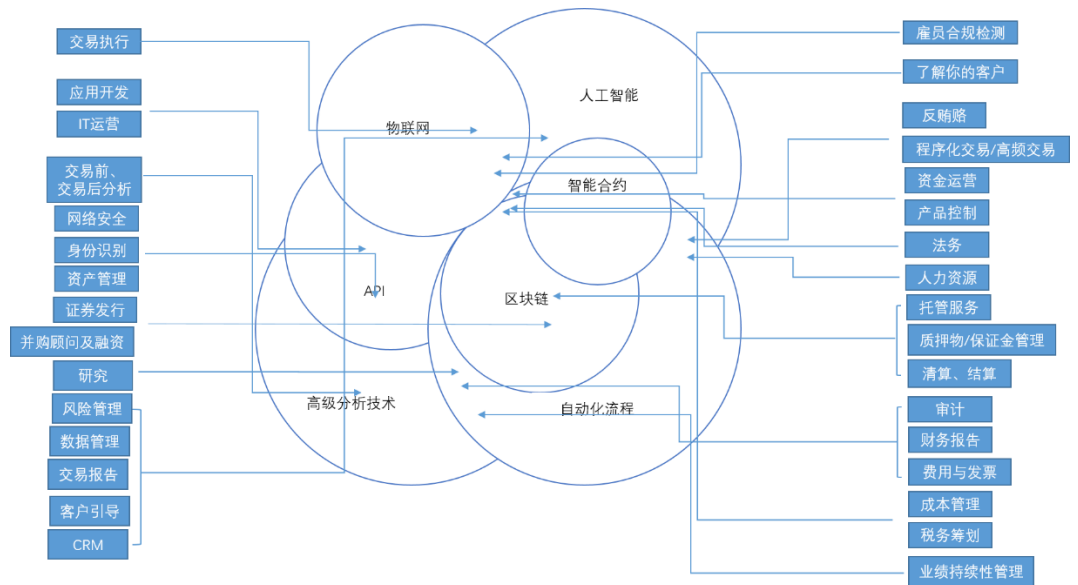 交易执行
应用开发
IT运营
交易前、
交易后分析
网络安全
身份识别
资产管理
证券发行
并购顾问及融资
研究
风险管理
数据管理
交易报告
客户引导
CRM
物联网
人工智能
智能合约
API
区块链
高级分析技术
自动化流程
雇员合规检测
了解你的客户
反贿赂
程序化交易/高频交易
资金运营
产品控制
法务
人力资源
托管服务
质押物/保证金管理
清算、结算
审计
财务报告
费用与发票
成本管理
税务筹划
业绩持续性管理